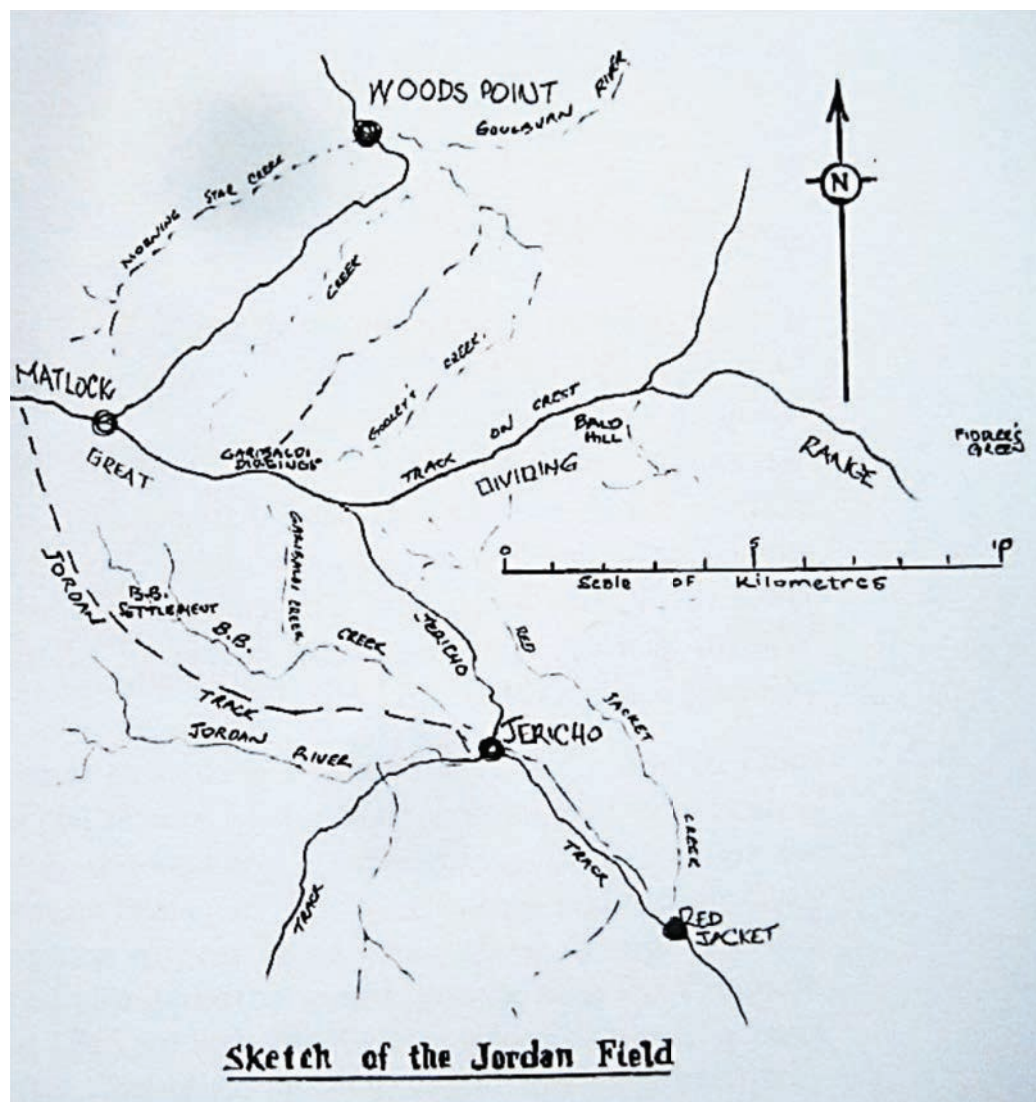 WOODS POINT
GOULBURN RIVER
MORNING STAR CREEK
N
CREEK
MATLOCK
GOOLEY'S CREEK.
GREAT
GARIBALDI
DIGGINGS
TRACK ON CREST
DIVIDING
BALD
HILL
RANGE
FIDDLER'S
GREEN
GARIBALDI CREEK
0 5 10
Scale OF Kilometres
JORDAN
B.B.
SETTLEMENT
B.B.
CREEK
JERICHO
RED
JACKET
CREEK
TRACK
JORDAN
RIVER
JERICHO
TRACK
TRACK
RED
JACKET
Sketch of the Jordan Field